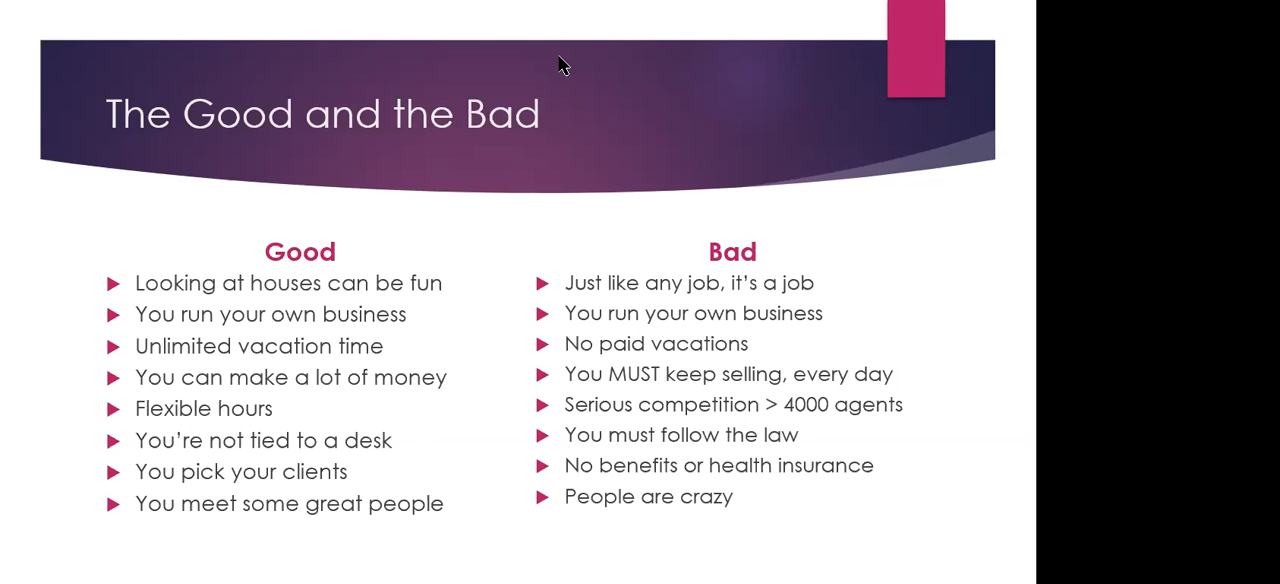 The Good and the Bad
Good
Looking at houses can be fun
You run your own business
Unlimited vacation time
You can make a lot of money
Flexible hours
You're not tied to a desk
You pick your clients
You meet some great people
Bad
Just like any job, it's a job
You run your own business
No paid vacations
You MUST keep selling, every day
Serious competition > 4000 agents
You must follow the law
No benefits or health insurance
People are crazy